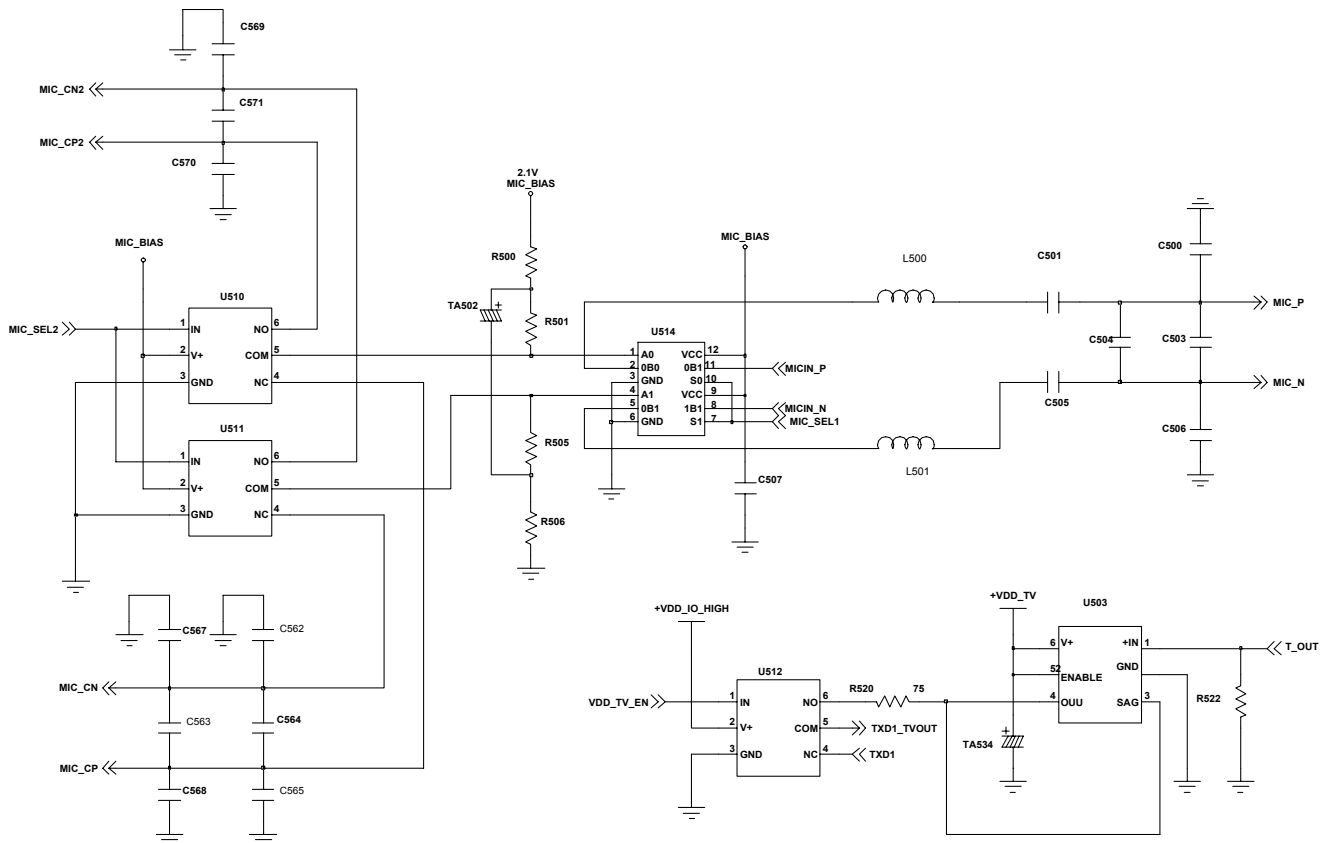 C569
MIC_CN2
C571
MIC_CP2
C570
2.1V
MIC_BIAS
MIC_BIAS
MIC_BIAS
R500
L500
C501
C500
U510
TA502
+
R501
MIC_SEL2
1 IN NO 6
2 V+ COM 5
3 GND NC 4
U514
1 A0 VCC 12
2 0B0 0B1 11
3 GND S0 10
4 A1 VCC 9
5 0B1 1B1 8
6 GND S1 7
MICIN_P
MICIN_N
MIC_SEL1
MIC_P
C504
C503
MIC_N
C505
C506
U511
1 IN NO 6
2 V+ COM 5
3 GND NC 4
R505
L501
C507
R506
C567
C562
MIC_CN
C563
C564
MIC_CP
C568
C565
+VDD_IO_HIGH
U512
VDD_TV_EN
1 IN NO 6
2 V+ COM 5
3 GND NC 4
R520 75
TXD1_TVOUT
TXD1
+VDD_TV
U503
6 V+ +IN 1
52 ENABLE GND
4 OUU SAG 3
T_OUT
R522
+
TA534